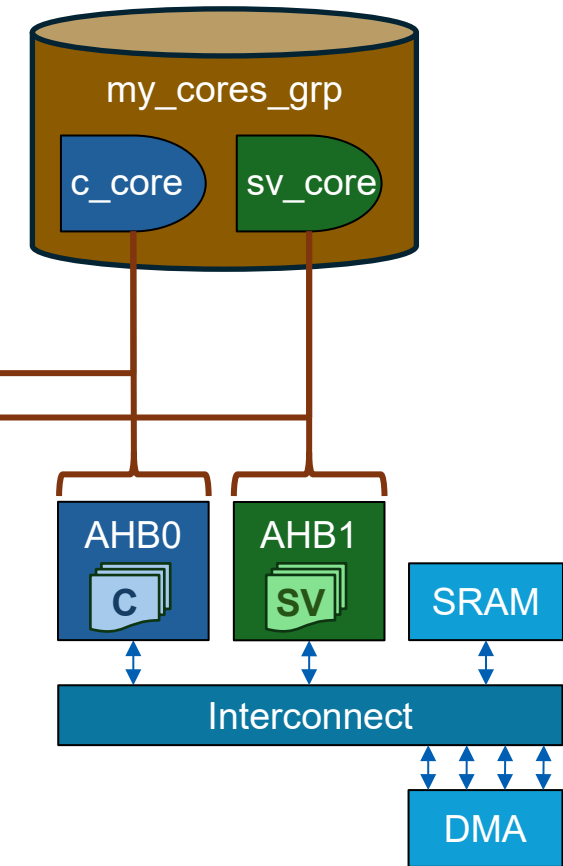 my_cores_grp
c_core
sv_core
AHB0
AHB1
C
SV
SRAM
Interconnect
DMA